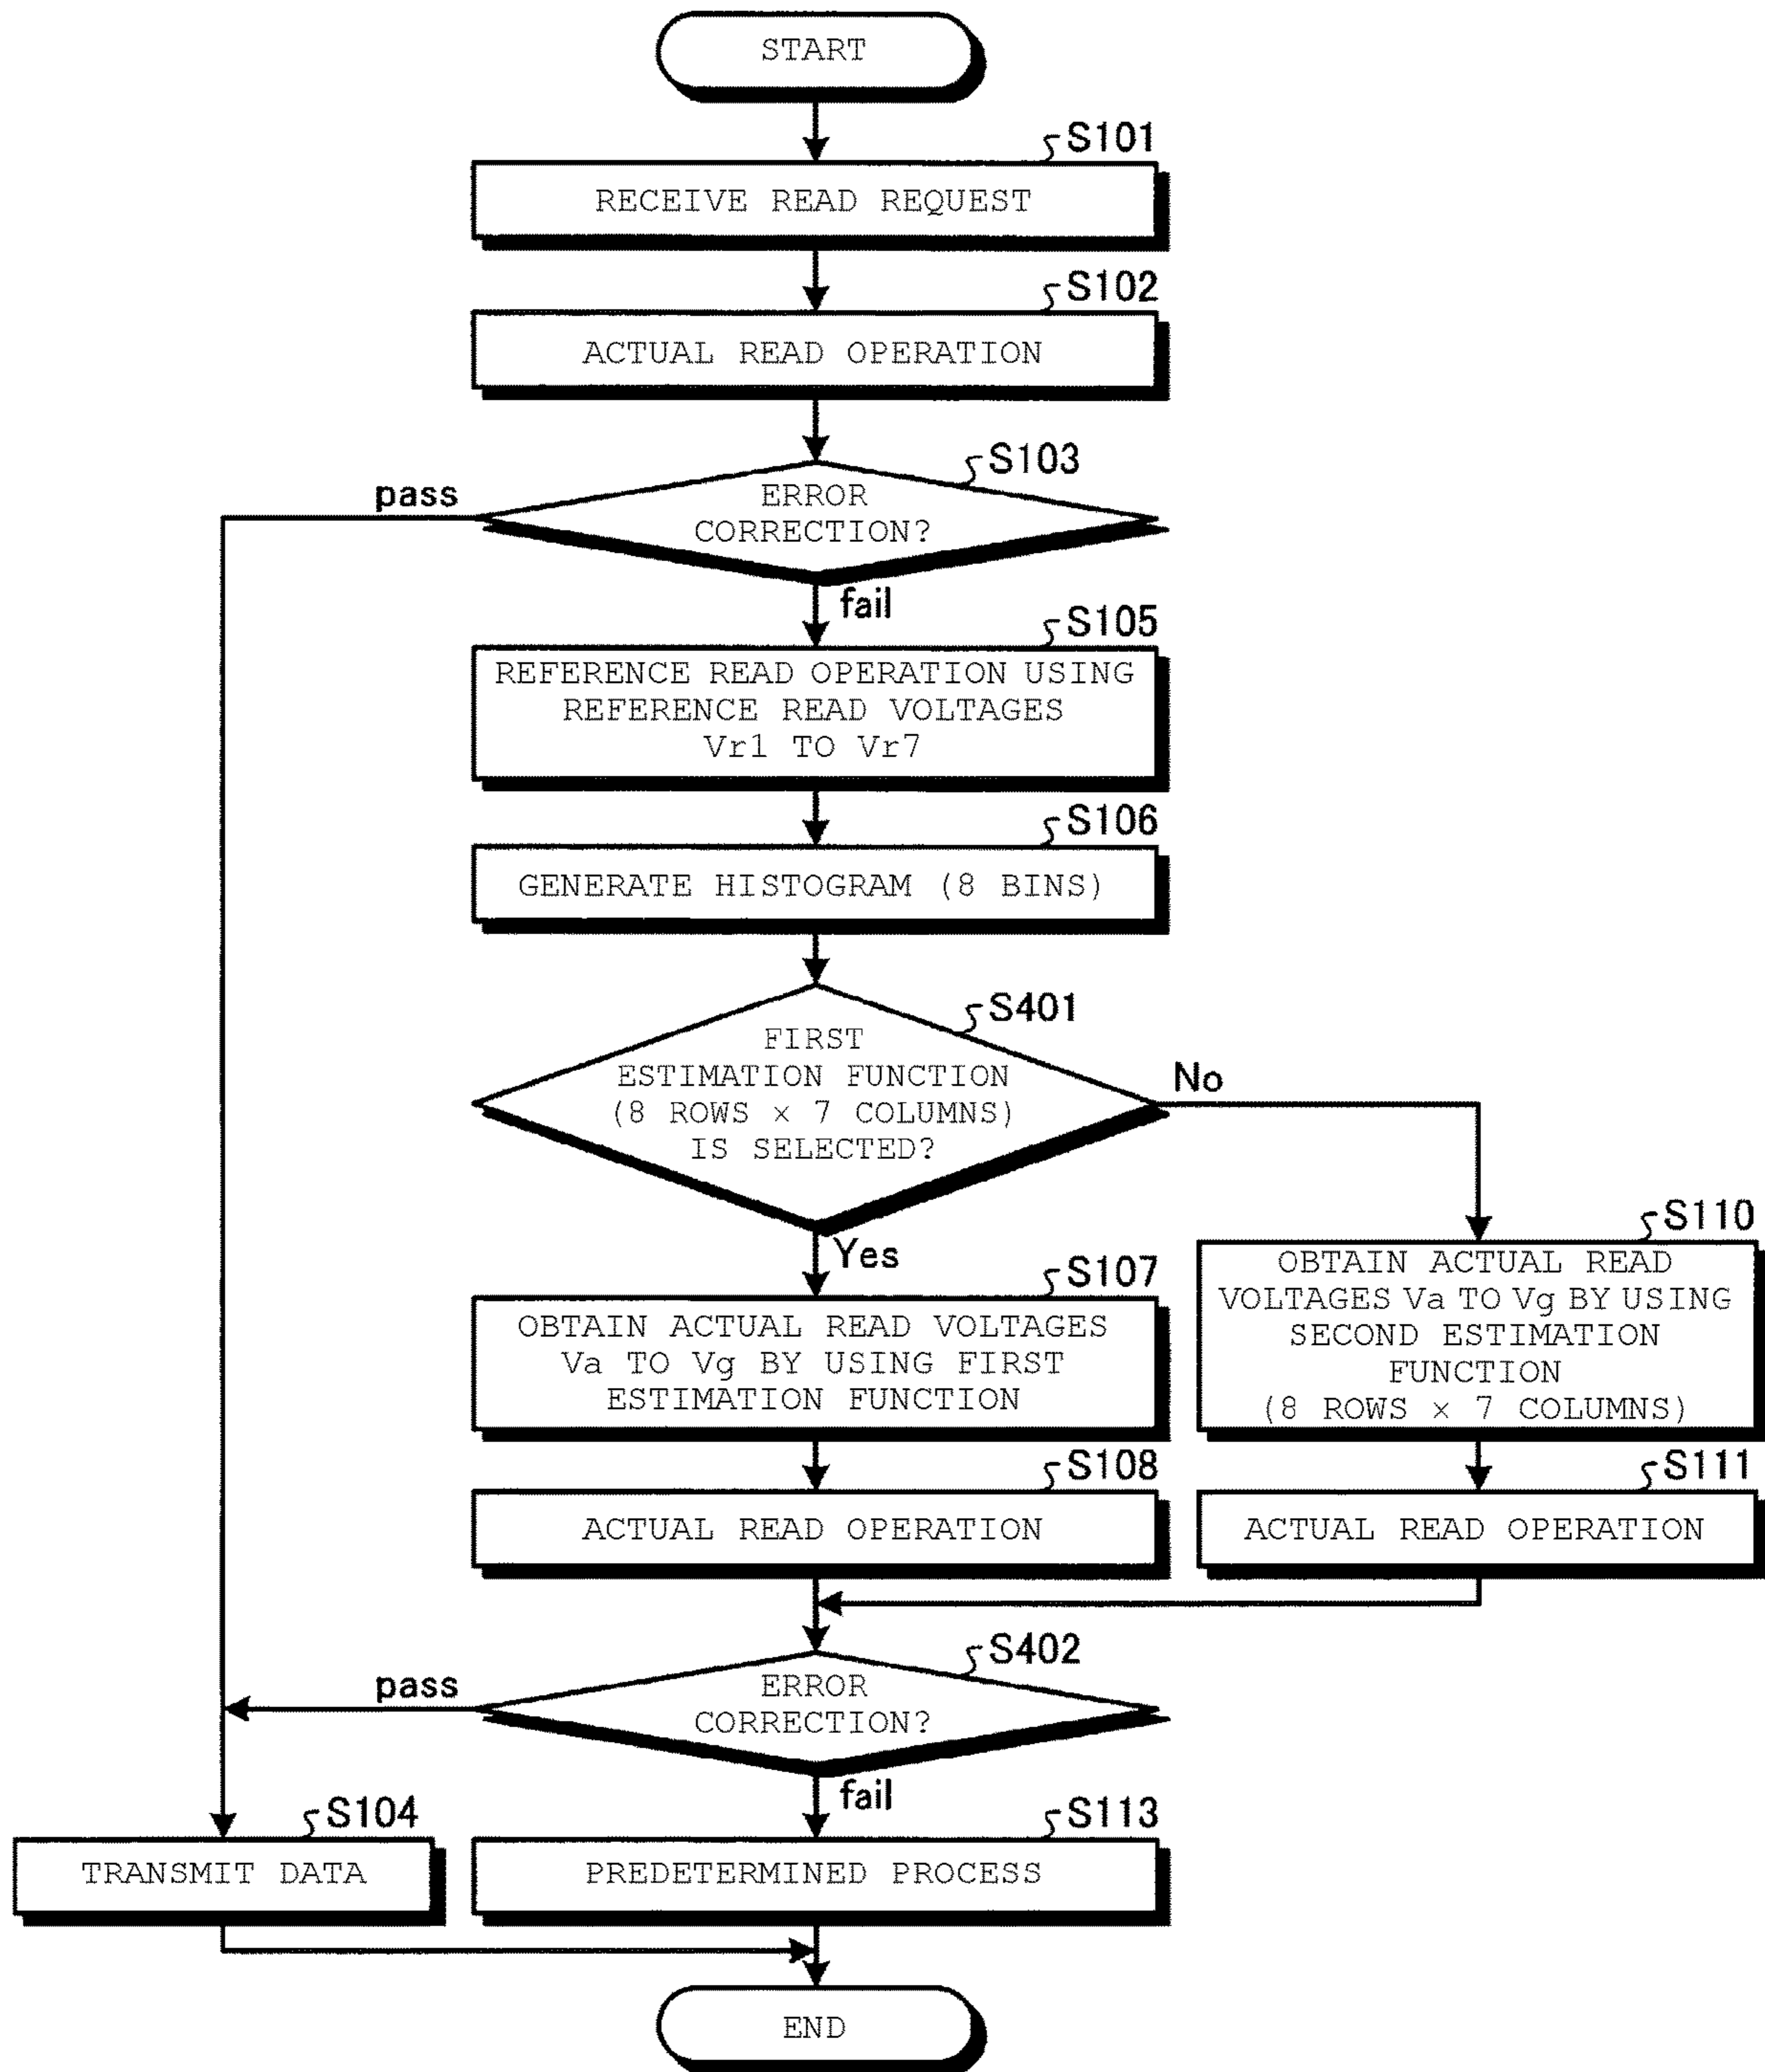 START
S101
RECEIVE READ REQUEST
S102
ACTUAL READ OPERATION
S103
pass
ERROR
CORRECTION?
fail
S105
REFERENCE READ OPERATION USING
REFERENCE READ VOLTAGES
Vr1 TO Vr7
S106
GENERATE HISTOGRAM (8 BINS)
S401
FIRST
ESTIMATION FUNCTION
(8 ROWS × 7 COLUMNS)
IS SELECTED?
No
Yes
S107
OBTAIN ACTUAL READ VOLTAGES
Va TO Vg BY USING FIRST
ESTIMATION FUNCTION
S110
OBTAIN ACTUAL READ
VOLTAGES Va TO Vg BY USING
SECOND ESTIMATION
FUNCTION
(8 ROWS × 7 COLUMNS)
S108
ACTUAL READ OPERATION
S111
ACTUAL READ OPERATION
S402
pass
ERROR
CORRECTION?
fail
S104
TRANSMIT DATA
S113
PREDETERMINED PROCESS
END